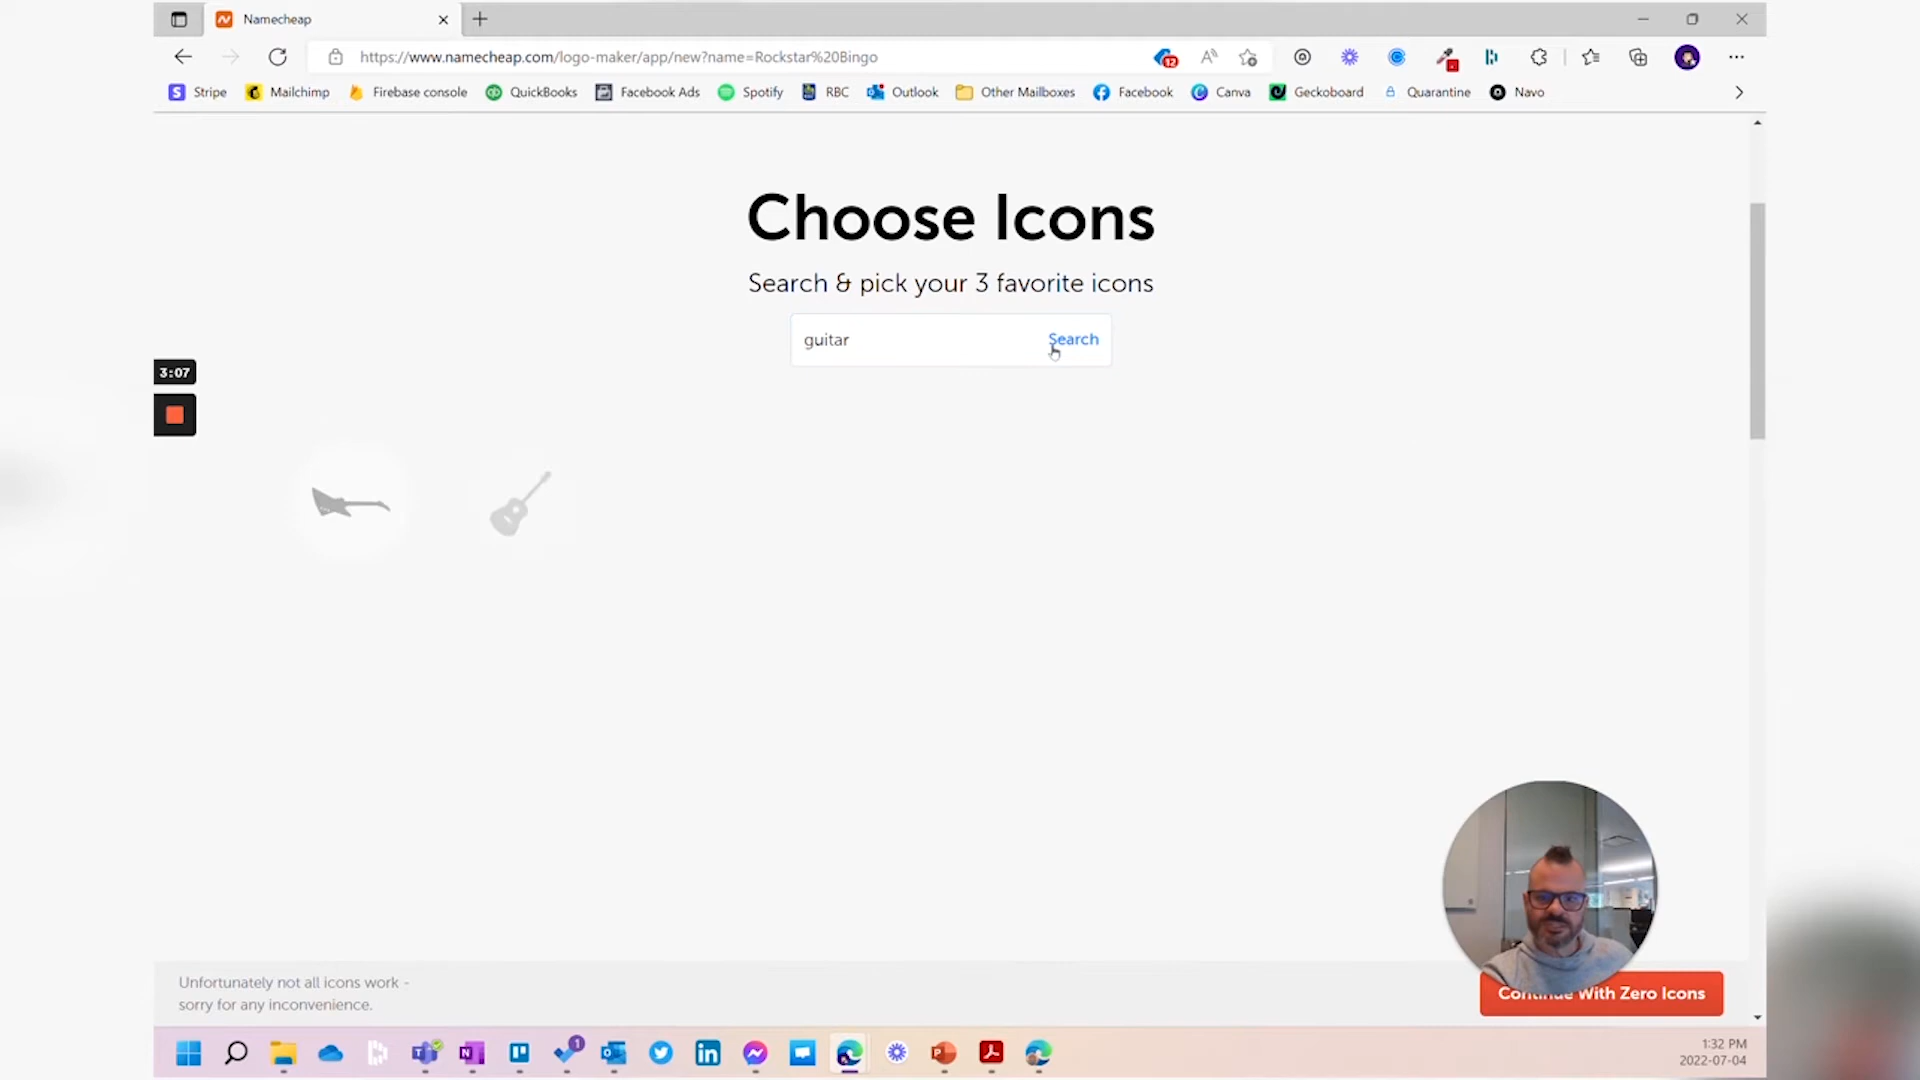 Namecheap
https://www.namecheap.com/logo-maker/app/new?name=Rockstar%20Bingo
12
Stripe Mailchimp Firebase console QuickBooks Facebook Ads Spotify RBC Outlook Other Mailboxes Facebook Canva Geckoboard Quarantine Navo
Choose Icons
Search & pick your 3 favorite icons
guitar Search
3:07
Unfortunately not all icons work -
sorry for any inconvenience.
Continue With Zero Icons
1
1:32 PM
2022-07-04